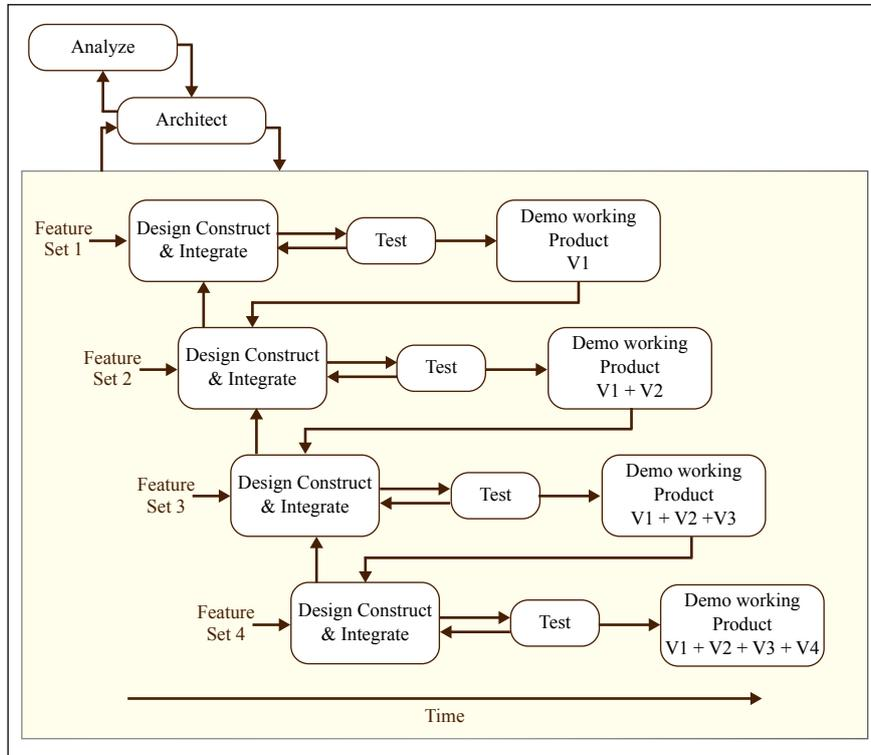 Analyze
Architect
Feature
Set 1
Design Construct
& Integrate
Test
Demo working
Product
V1
Feature
Set 2
Design Construct
& Integrate
Test
Demo working
Product
V1 + V2
Feature
Set 3
Design Construct
& Integrate
Test
Demo working
Product
V1 + V2 +V3
Feature
Set 4
Design Construct
& Integrate
Test
Demo working
Product
V1 + V2 + V3 + V4
Time